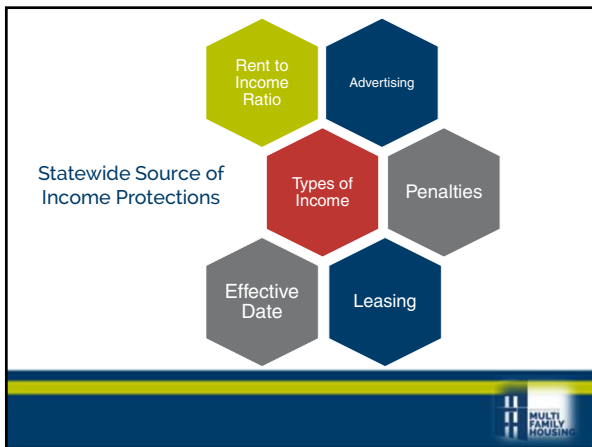 Rent to
Income
Ratio
Advertising
Statewide Source of
Income Protections
Types of
Income
Penalties
Effective
Date
Leasing
MULTI
FAMILY
HOUSING